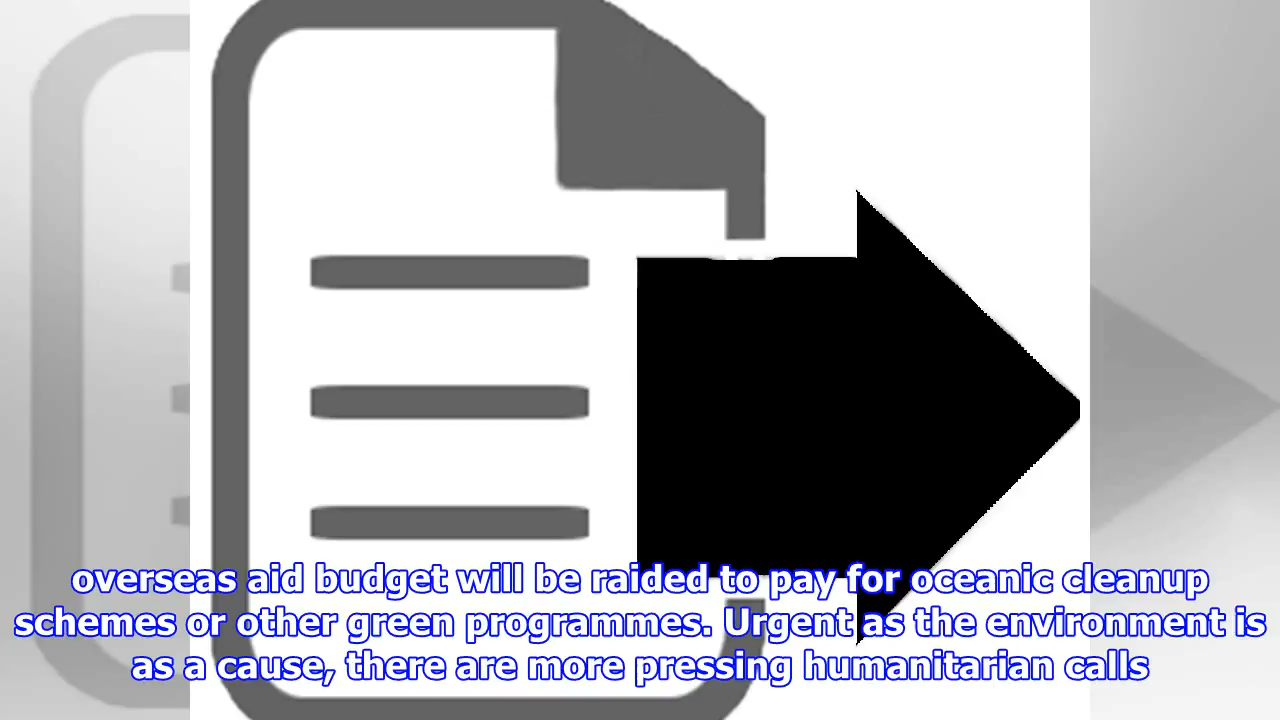 overseas aid budget will be raided to pay for oceanic cleanup
schemes or other green programmes. Urgent as the environment is
as a cause, there are more pressing humanitarian calls